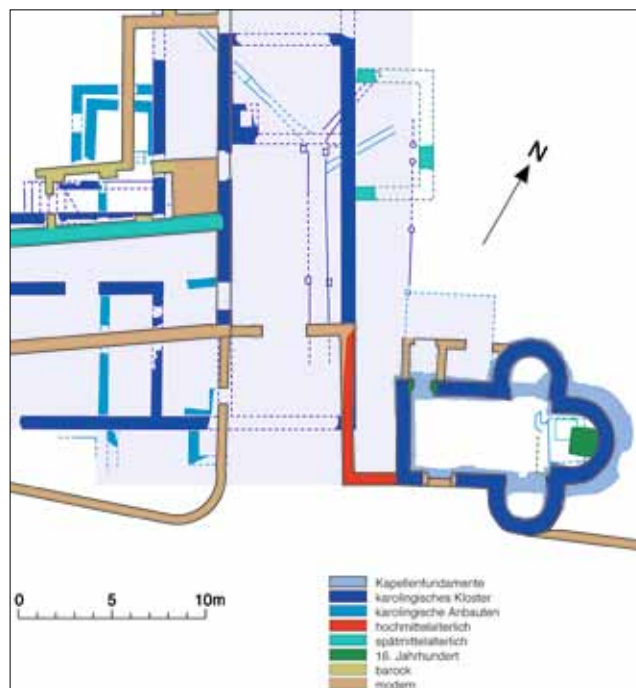 N
0 5 10m
Kapellenfundamente
karolingisches Kloster
karolingische Anbauten
hochmittelalterlich
spätmittelalterlich
16. Jahrhundert
barock
modern